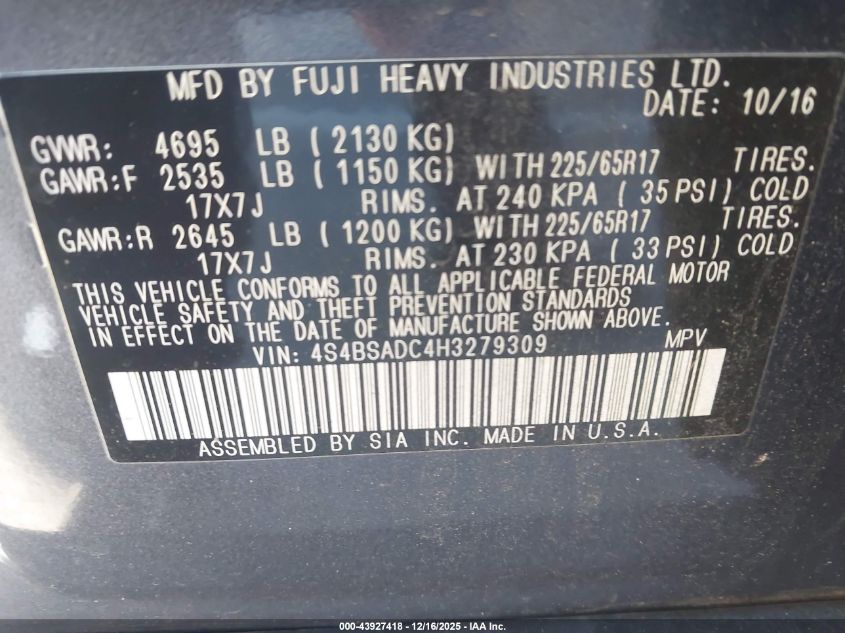 MFD BY FUJI HEAVY INDUSTRIES LTD.
DATE: 10/16
GVWR: 4695 LB ( 2130 KG)
GAWR:F 2535 LB ( 1150 KG) WITH 225/65R17 TIRES.
17X7J RIMS. AT 240 KPA ( 35 PSI) COLD
GAWR:R 2645 LB ( 1200 KG) WITH 225/65R17 TIRES.
17X7J RIMS. AT 230 KPA ( 33 PSI) COLD
THIS VEHICLE CONFORMS TO ALL APPLICABLE FEDERAL MOTOR
VEHICLE SAFETY AND THEFT PREVENTION STANDARDS
IN EFFECT ON THE DATE OF MANUFACTURE SHOWN ABOVE.
VIN: 4S4BSADC4H3279309 MPV
ASSEMBLED BY SIA INC. MADE IN U.S.A.
000-43927418 - 12/16/2025 - IAA Inc.